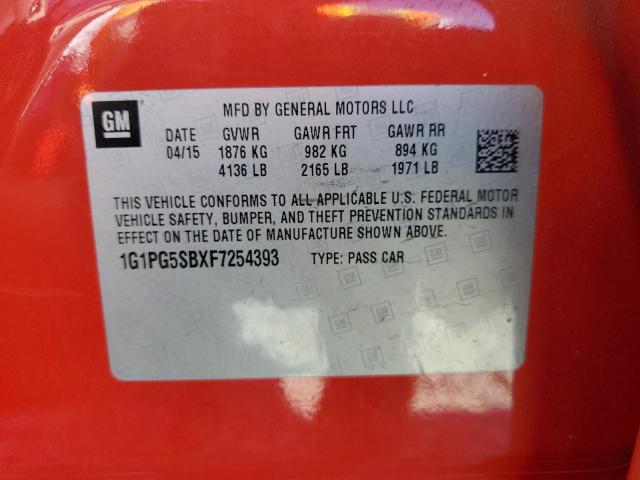 GM
MFD BY GENERAL MOTORS LLC
DATE GVWR GAWR FRT GAWR RR
04/15 1876 KG 982 KG 894 KG
4136 LB 2165 LB 1971 LB
THIS VEHICLE CONFORMS TO ALL APPLICABLE U.S. FEDERAL MOTOR
VEHICLE SAFETY, BUMPER, AND THEFT PREVENTION STANDARDS IN
EFFECT ON THE DATE OF MANUFACTURE SHOWN ABOVE.
1G1PG5SBXF7254393 TYPE: PASS CAR